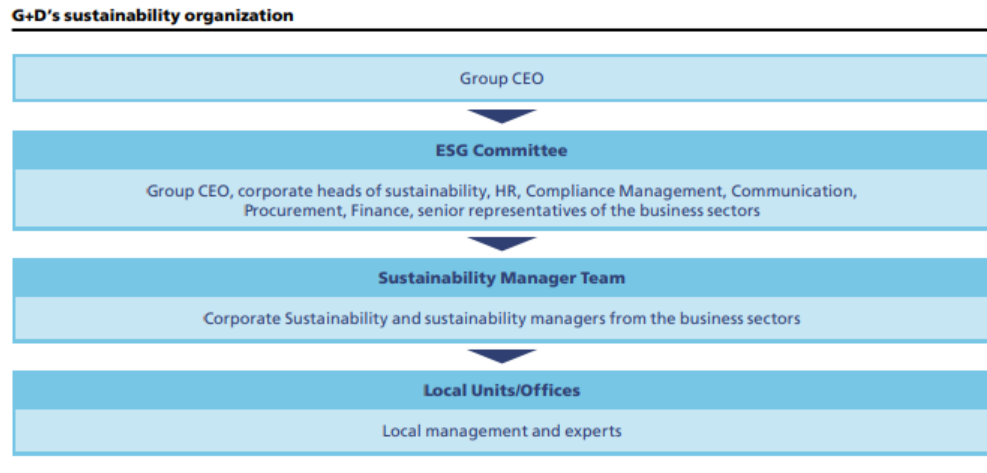 G+D’s sustainability organization
Group CEO
ESG Committee
Group CEO, corporate heads of sustainability, HR, Compliance Management, Communication,
Procurement, Finance, senior representatives of the business sectors
Sustainability Manager Team
Corporate Sustainability and sustainability managers from the business sectors
Local Units/Offices
Local management and experts